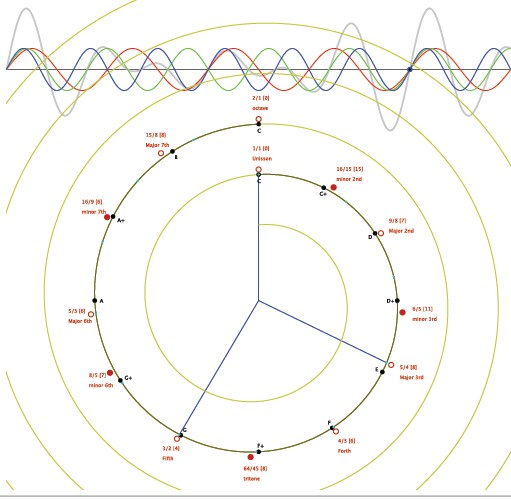 2/1 [0]
octave
C
15/8 [8]
Major 7th
B
1/1 [0]
Unisson
C
16/15 [15]
minor 2nd
C+
16/9 [6]
minor 7th
A+
9/8 [7]
Major 2nd
D
A
5/3 [6]
Major 6th
D+
6/5 [11]
minor 3rd
8/5 [7]
minor 6th
G+
E
5/4 [8]
Major 3rd
G
3/2 [4]
Fifth
F+
64/45 [8]
tritone
F
4/3 [6]
Forth